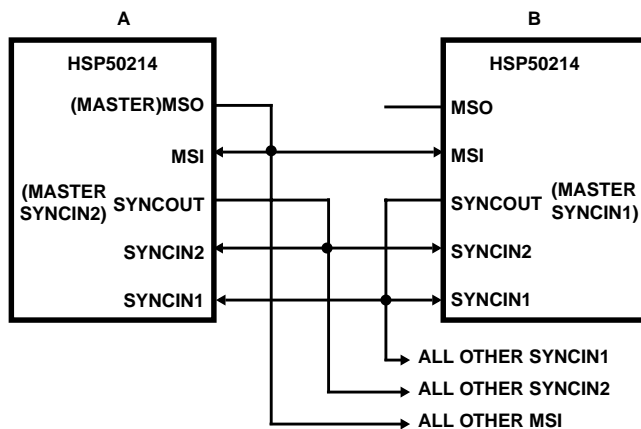 A
B
HSP50214
HSP50214
(MASTER)MSO
MSO
MSI
MSI
(MASTER
SYNCIN2)
SYNCOUT
SYNCOUT
(MASTER
SYNCIN1)
SYNCIN2
SYNCIN2
SYNCIN1
SYNCIN1
ALL OTHER SYNCIN1
ALL OTHER SYNCIN2
ALL OTHER MSI